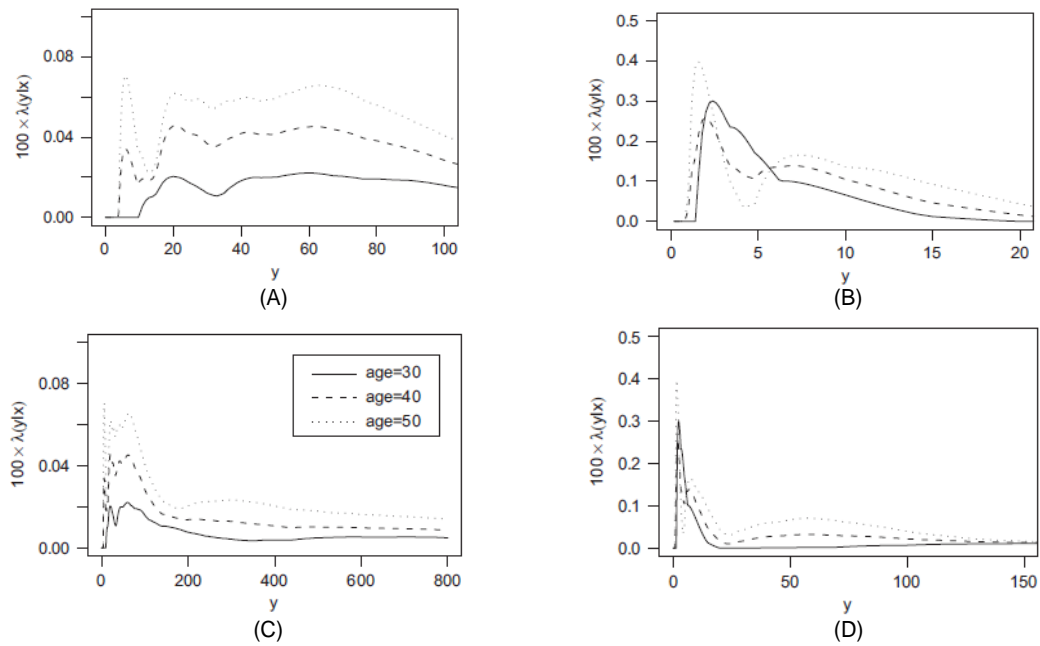 100 × λ(y|x)
0.08
0.04
0.00
0 20 40 60 80 100
y
(A)
100 × λ(y|x)
0.5
0.4
0.3
0.2
0.1
0.0
0 5 10 15 20
y
(B)
100 × λ(y|x)
0.08
0.04
0.00
age=30
age=40
age=50
0 200 400 600 800
y
(C)
100 × λ(y|x)
0.5
0.4
0.3
0.2
0.1
0.0
0 50 100 150
y
(D)